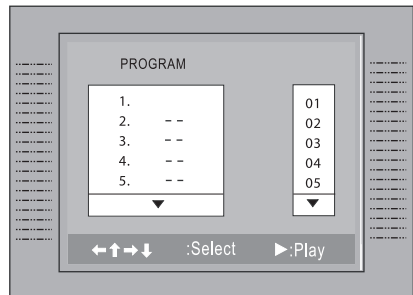 PROGRAM
1.
2. – –
3. – –
4. – –
5. – –
▼
01
02
03
04
05
▼
←↑→↓ :Select ►:Play